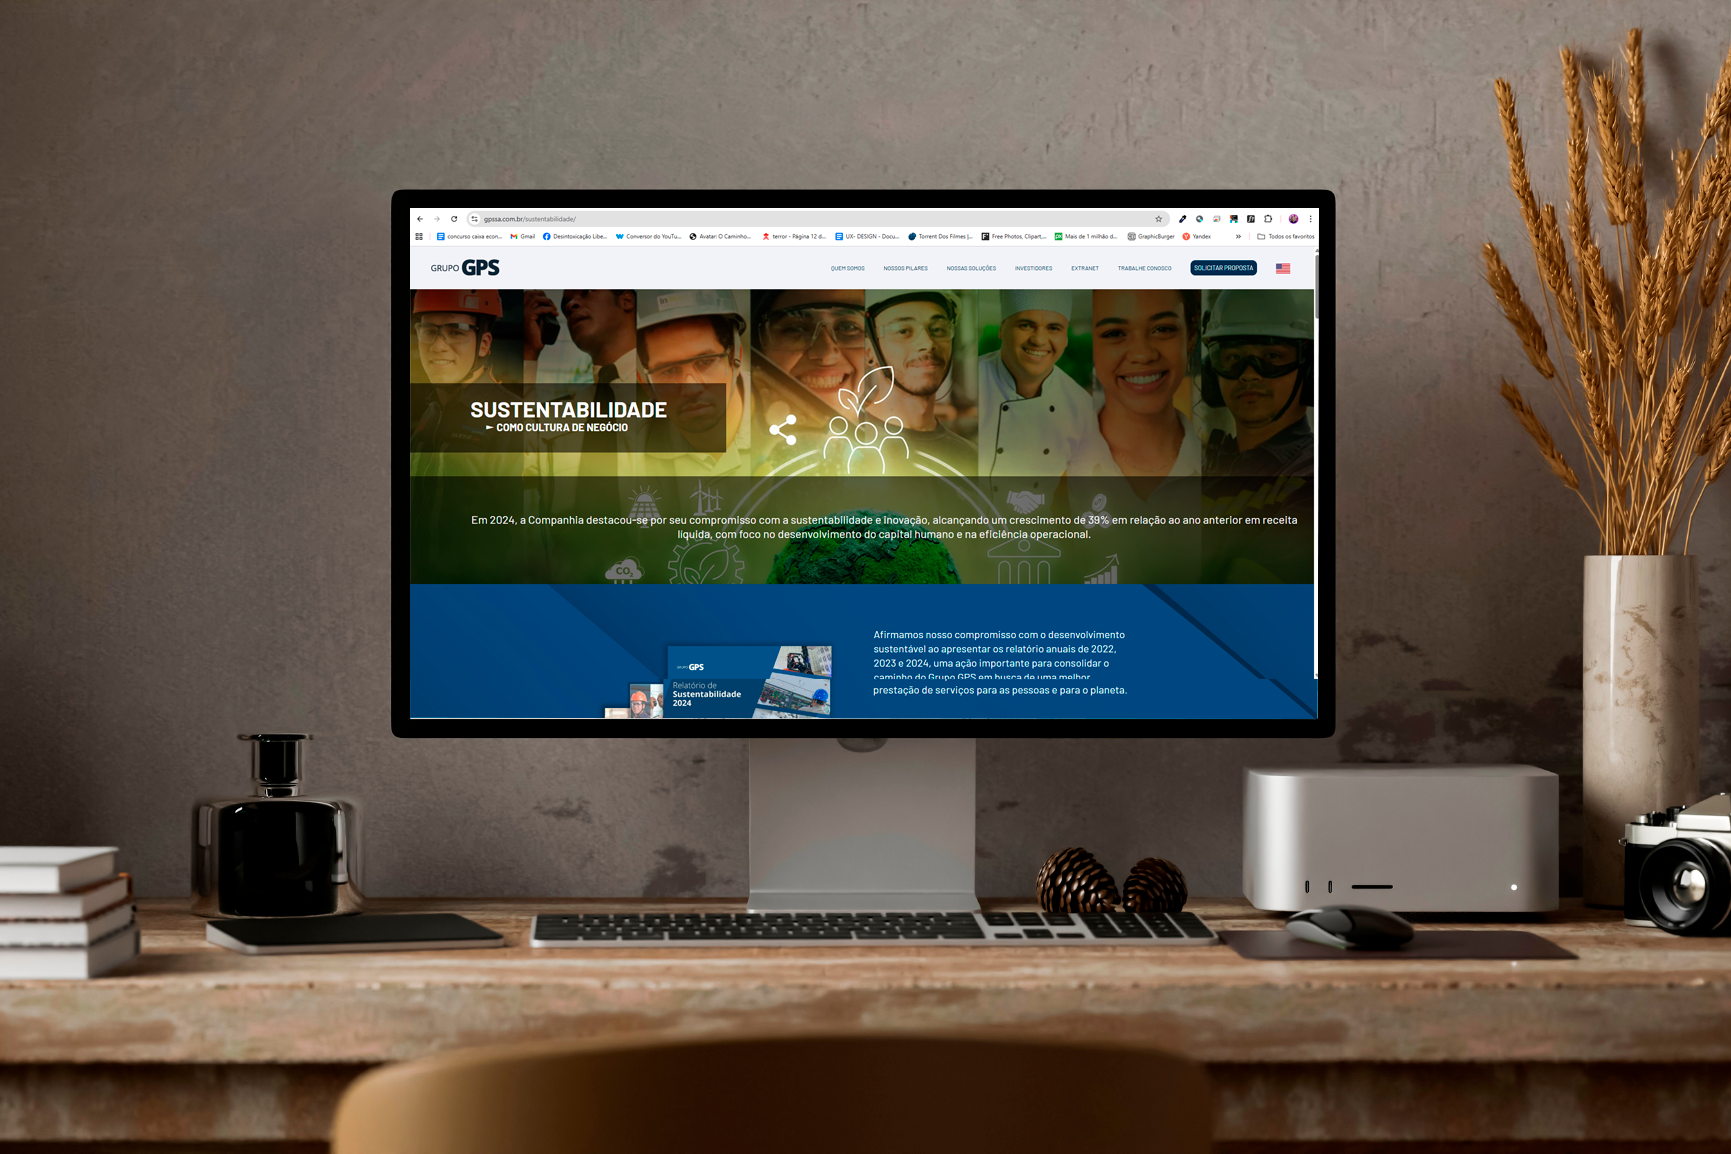 gpssa.com.br/sustentabilidade/
concurso caixa econ... Gmail Desintoxicação Libe... Conversor do YouTu... Avatar: O Caminho... terror - Página 12 d... UX- DESIGN - Docu... Torrent Dos Filmes |... Free Photos, Clipart,... Mais de 1 milhão d... GraphicBurger Yandex » Todos os favoritos
GRUPO GPS
QUEM SOMOS NOSSOS PILARES NOSSAS SOLUÇÕES INVESTIDORES EXTRANET TRABALHE CONOSCO SOLICITAR PROPOSTA
SUSTENTABILIDADE
COMO CULTURA DE NEGÓCIO
Em 2024, a Companhia destacou-se por seu compromisso com a sustentabilidade e inovação, alcançando um crescimento de 39% em relação ao ano anterior em receita
líquida, com foco no desenvolvimento do capital humano e na eficiência operacional.
CO2
Afirmamos nosso compromisso com o desenvolvimento
sustentável ao apresentar os relatório anuais de 2022,
2023 e 2024, uma ação importante para consolidar o
caminho do Grupo GPS em busca de uma melhor
prestação de serviços para as pessoas e para o planeta.
GRUPO GPS
Relatório de
Sustentabilidade
2024